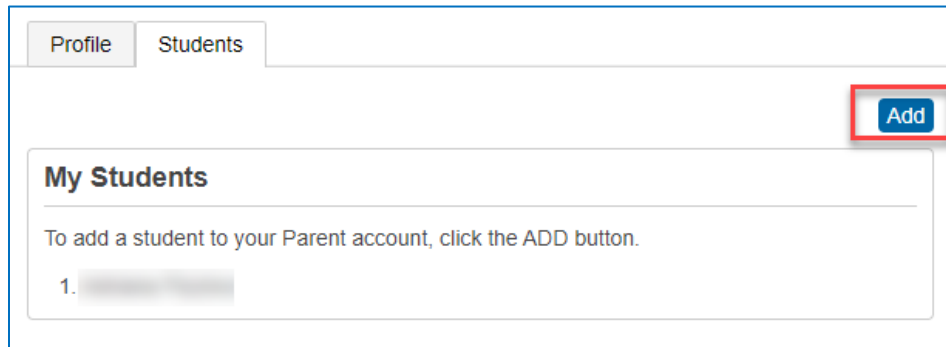 Profile Students
Add
My Students
To add a student to your Parent account, click the ADD button.
1.